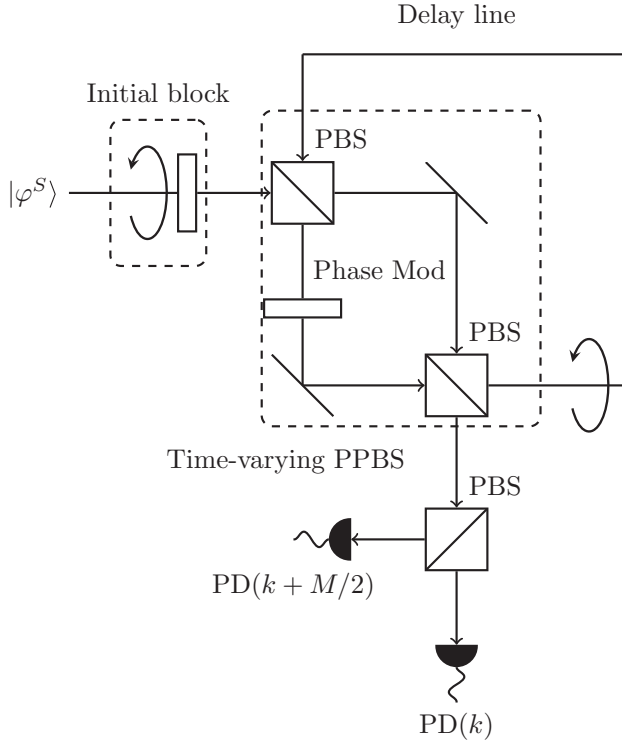 Delay line
Initial block
PBS
|φ^S⟩
Phase Mod
PBS
Time-varying PPBS
PBS
PD(k + M/2)
PD(k)